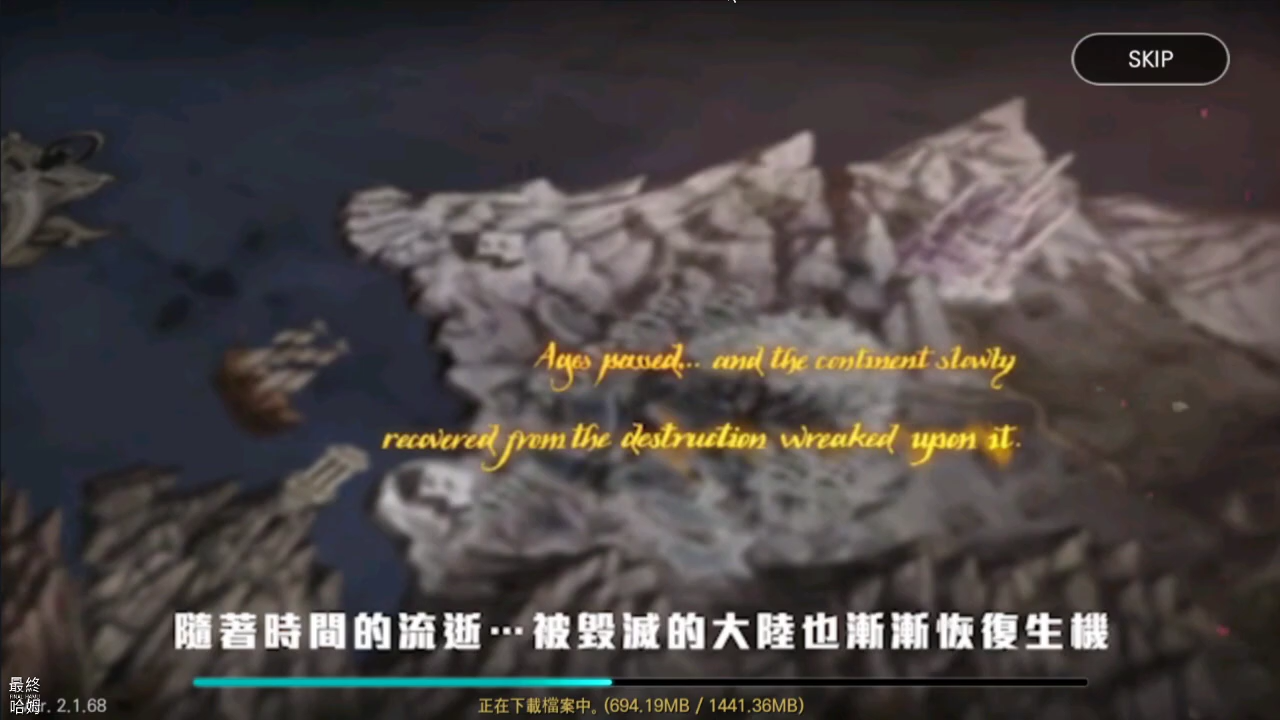 SKIP
Ages passed... and the continent slowly
recovered from the destruction wreaked upon it.
隨著時間的流逝…被毀滅的大陸也漸漸恢復生機
最終
哈姆
r. 2.1.68
正在下載檔案中。(694.19MB / 1441.36MB)